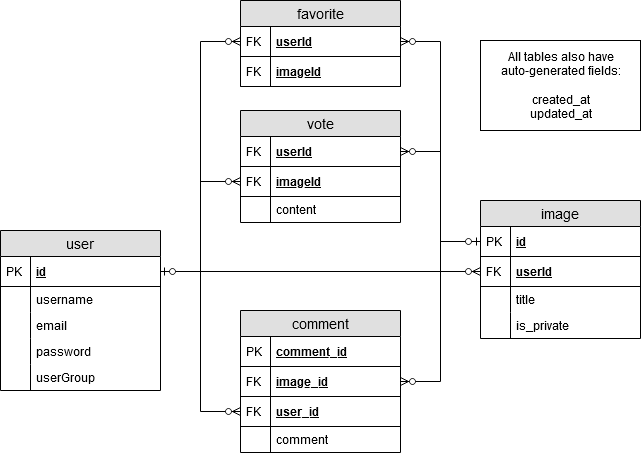 favorite
FK userId
FK imageId
All tables also have
auto-generated fields:
created_at
updated_at
vote
FK userId
FK imageId
content
image
PK id
FK userId
title
is_private
user
PK id
username
email
password
userGroup
comment
PK comment_id
FK image_id
FK user_id
comment